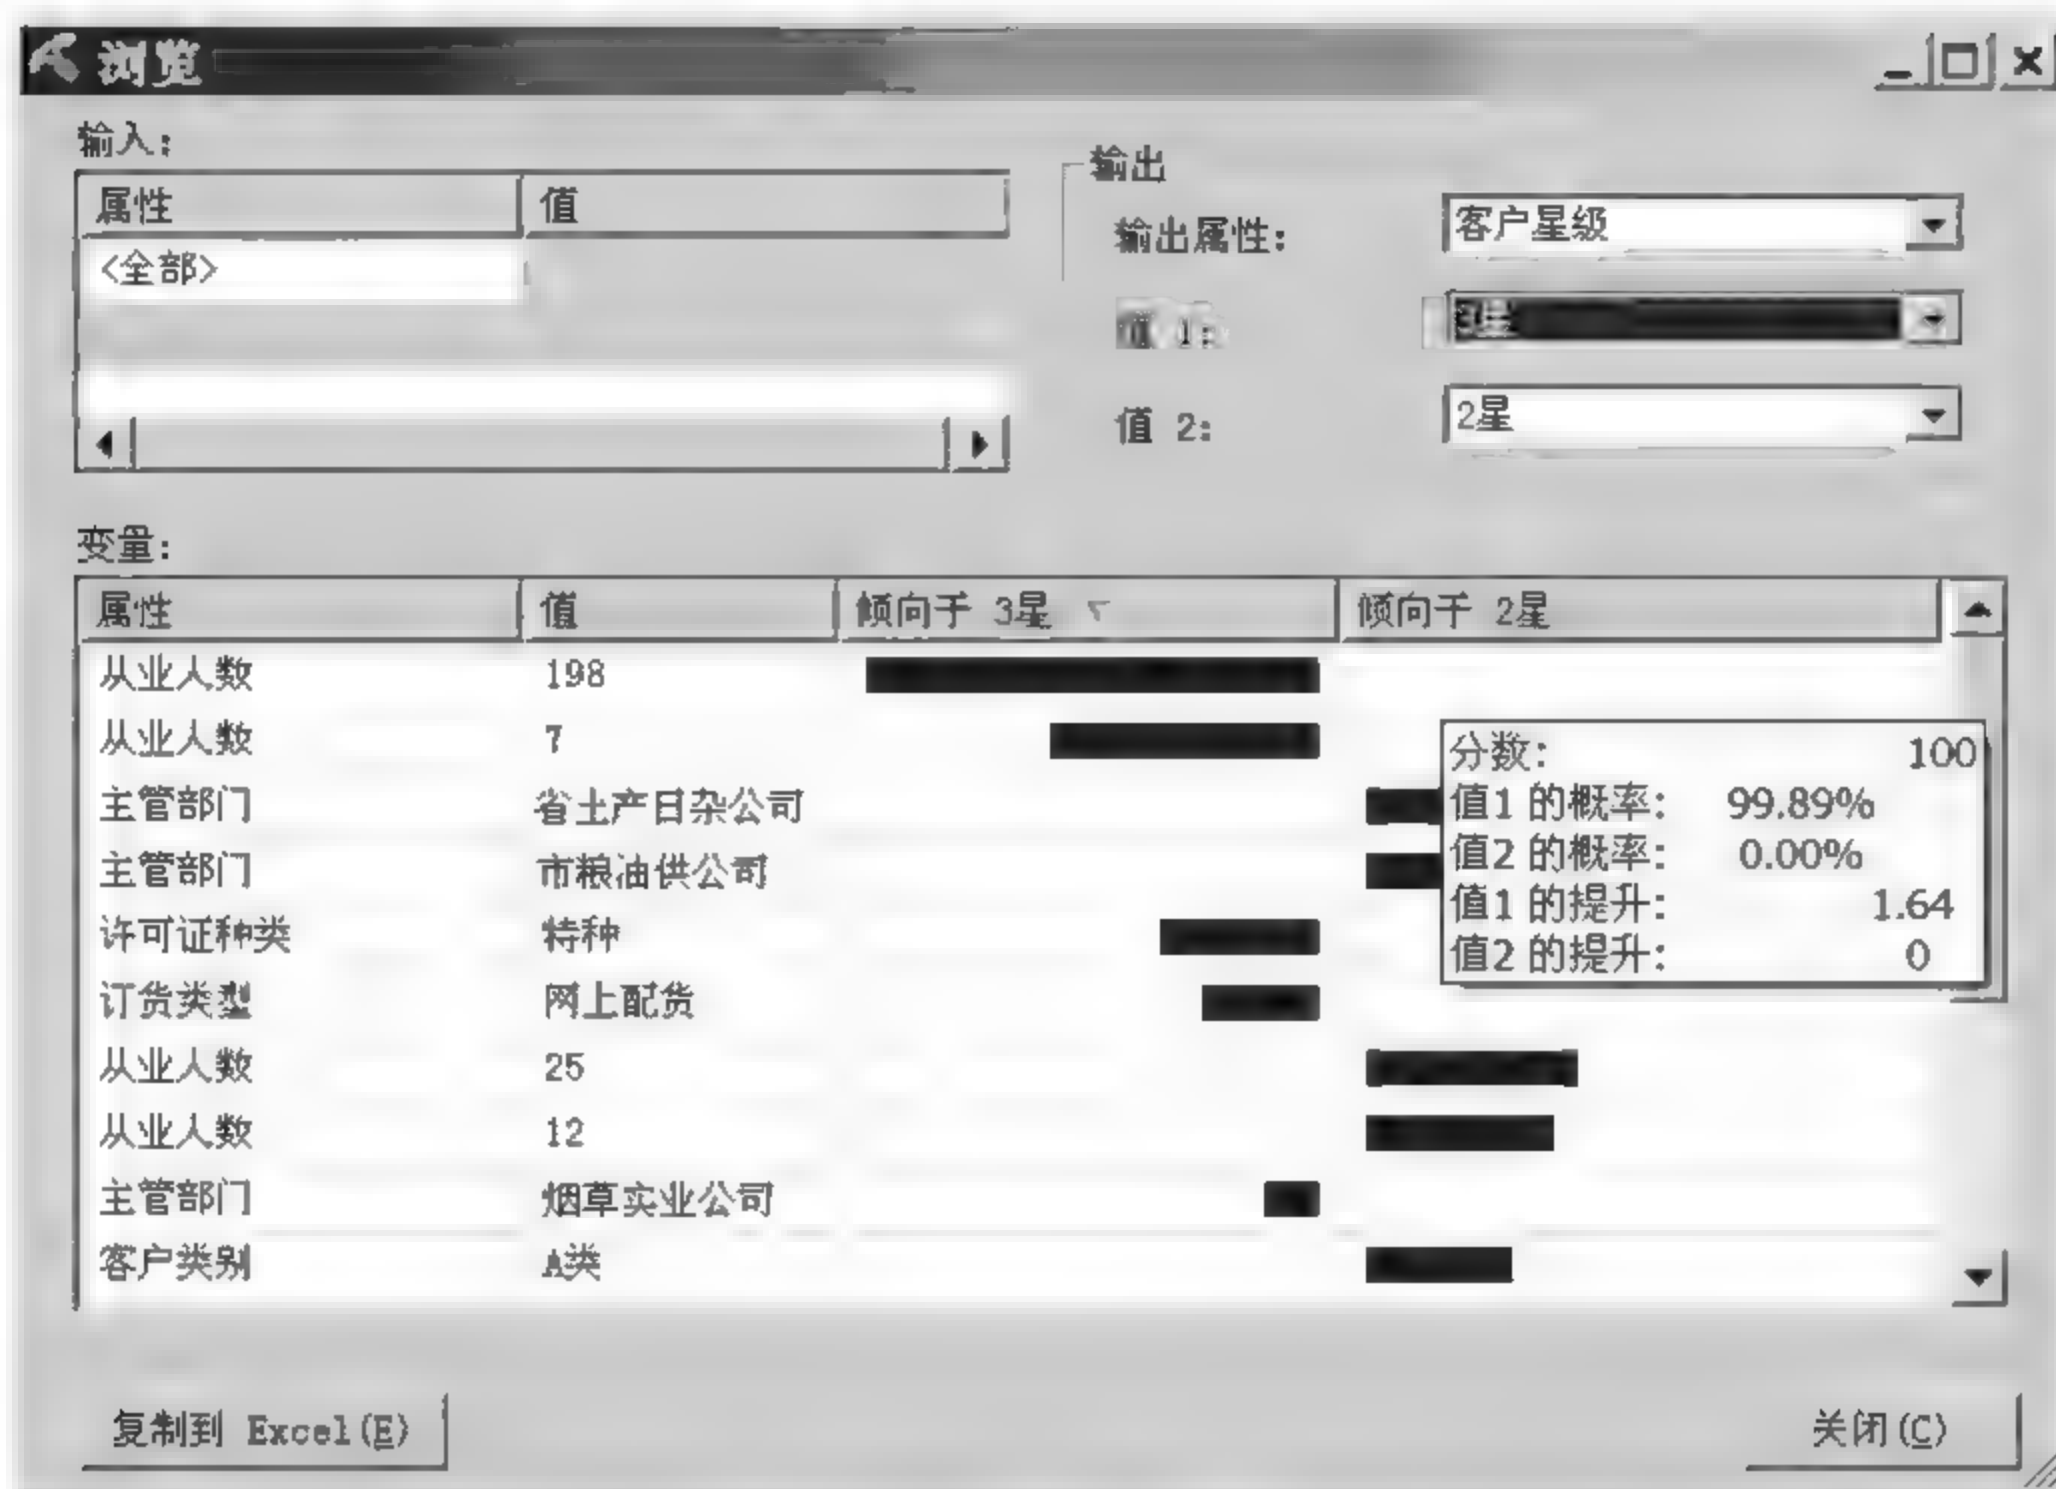 浏览
输入:
属性 值
<全部>
输出
输出属性: 客户星级
3星
值 2: 2星
变量:
属性 值 倾向于 3星 倾向于 2星
从业人数 198
从业人数 7
主管部门 省土产日杂公司
主管部门 市粮油供公司
许可证种类 特种
订货类型 网上配货
从业人数 25
从业人数 12
主管部门 烟草实业公司
客户类别 A类
分数: 100
值1 的概率: 99.89%
值2 的概率: 0.00%
值1 的提升: 1.64
值2 的提升: 0
复制到 Excel(E) 关闭(C)